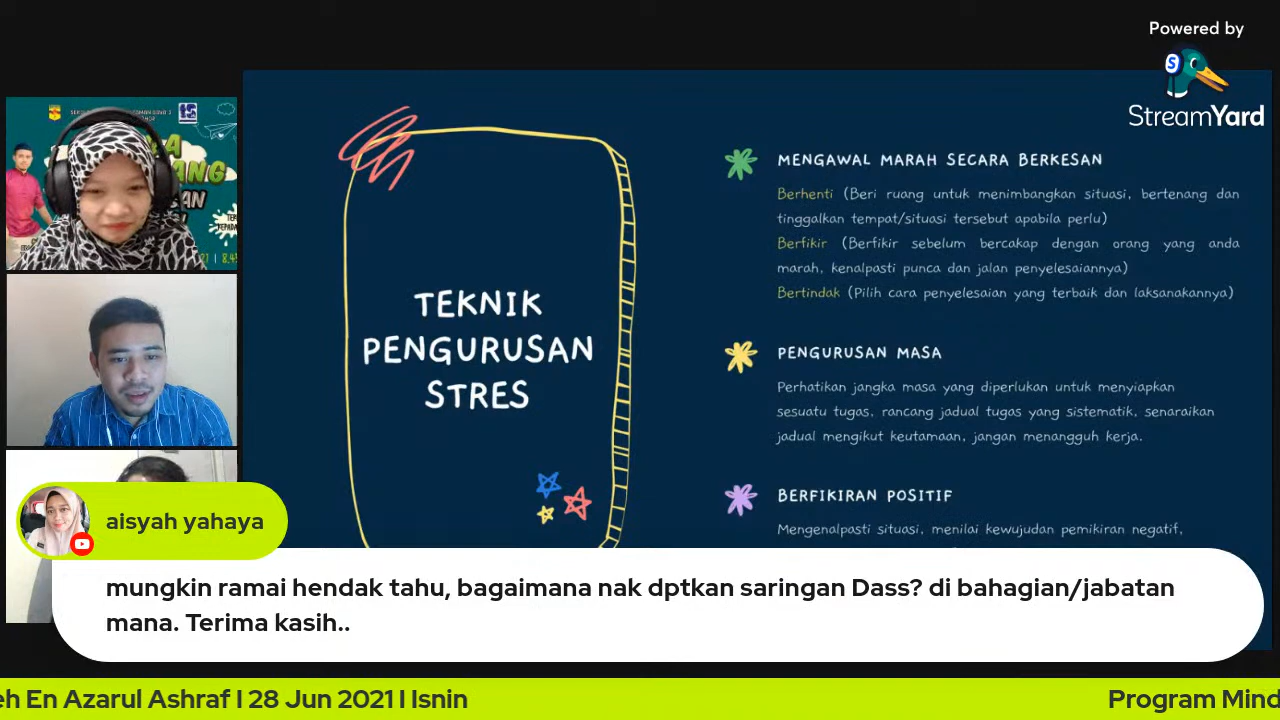 Powered by
StreamYard
TEKNIK
PENGURUSAN
STRES
MENGAWAL MARAH SECARA BERKESAN
Berhenti (Beri ruang untuk menimbangkan situasi, bertenang dan
tinggalkan tempat/situasi tersebut apabila perlu)
Berfikir (Berfikir sebelum bercakap dengan orang yang anda
marah, kenalpasti punca dan jalan penyelesaiannya)
Bertindak (Pilih cara penyelesaian yang terbaik dan laksanakannya)
PENGURUSAN MASA
Perhatikan jangka masa yang diperlukan untuk menyiapkan
sesuatu tugas, rancang jadual tugas yang sistematik, senaraikan
jadual mengikut keutamaan, jangan menangguh kerja.
BERFIKIRAN POSITIF
Mengenalpasti situasi, menilai kewujudan pemikiran negatif,
aisyah yahaya
mungkin ramai hendak tahu, bagaimana nak dptkan saringan Dass? di bahagian/jabatan
mana. Terima kasih..
eh En Azarul Ashraf I 28 Jun 2021 I Isnin
Program Mind